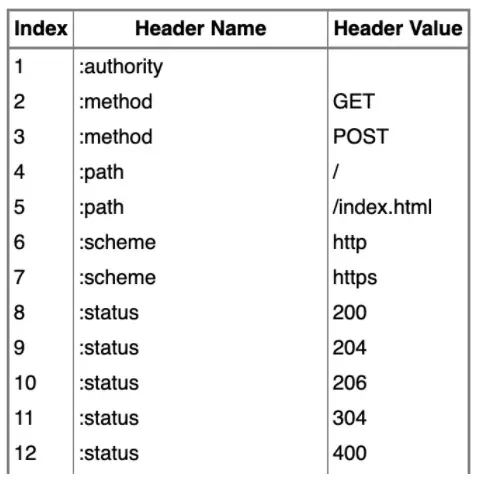 Index Header Name Header Value
1 :authority
2 :method GET
3 :method POST
4 :path /
5 :path /index.html
6 :scheme http
7 :scheme https
8 :status 200
9 :status 204
10 :status 206
11 :status 304
12 :status 400